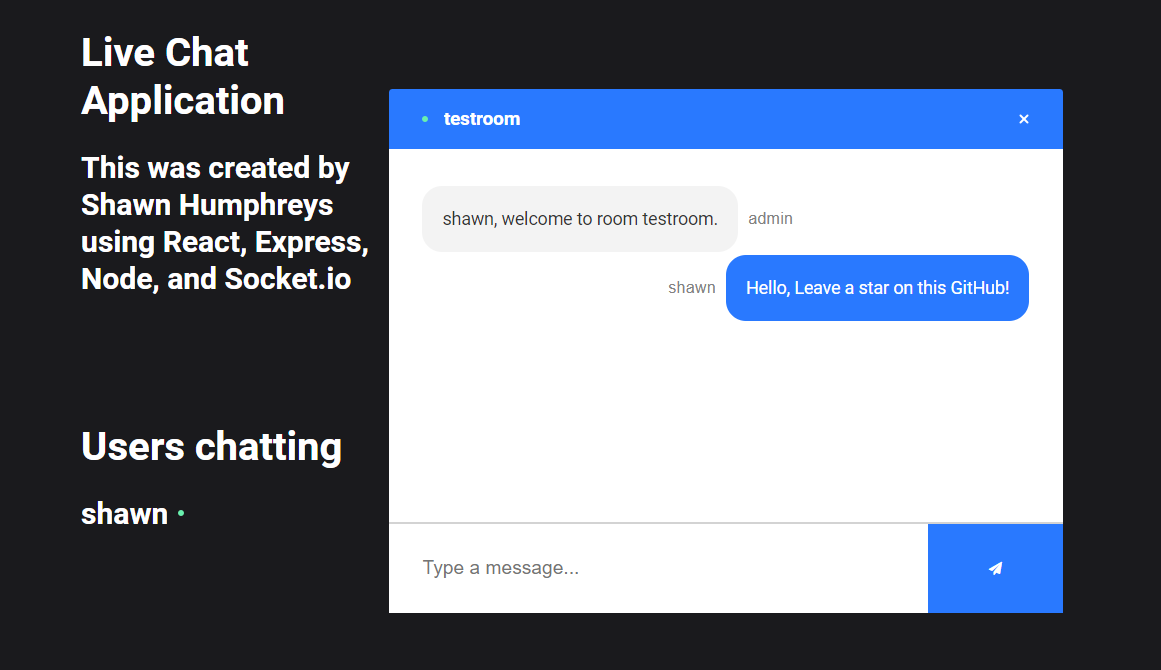 Live Chat
Application
This was created by
Shawn Humphreys
using React, Express,
Node, and Socket.io
Users chatting
shawn
testroom
shawn, welcome to room testroom. admin
shawn Hello, Leave a star on this GitHub!
Type a message...